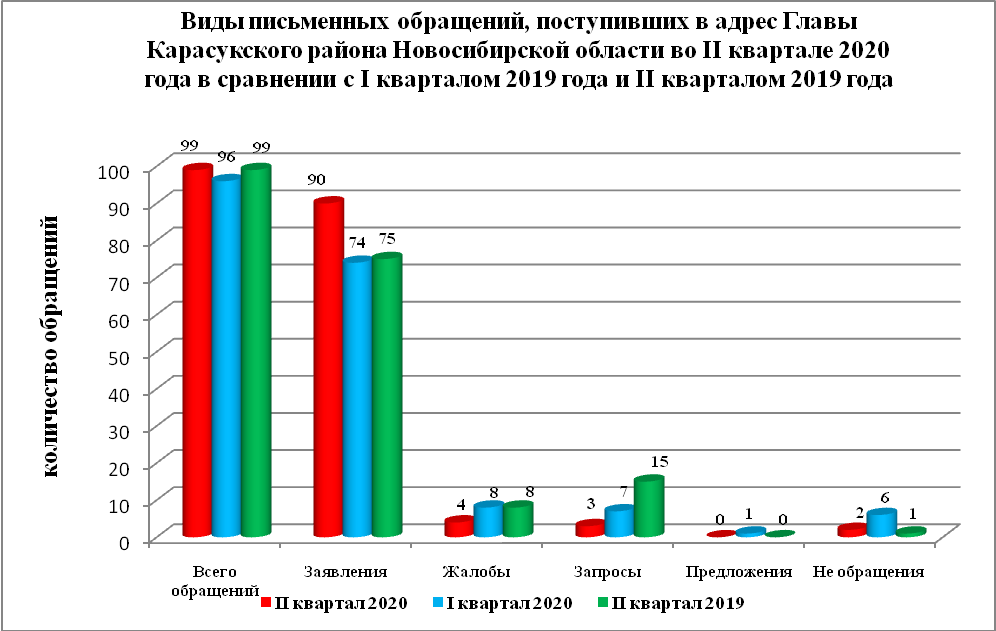 Виды письменных обращений, поступивших в адрес Главы
Карасукского района Новосибирской области во II квартале 2020
года в сравнении с I кварталом 2019 года и II кварталом 2019 года
количество обращений
100
90
80
70
60
50
40
30
20
10
0
99
96
99
90
74
75
4
8
8
3
7
15
0
1
0
2
6
1
Всего
обращений
Заявления
Жалобы
Запросы
Предложения
Не обращения
II квартал 2020
I квартал 2020
II квартал 2019